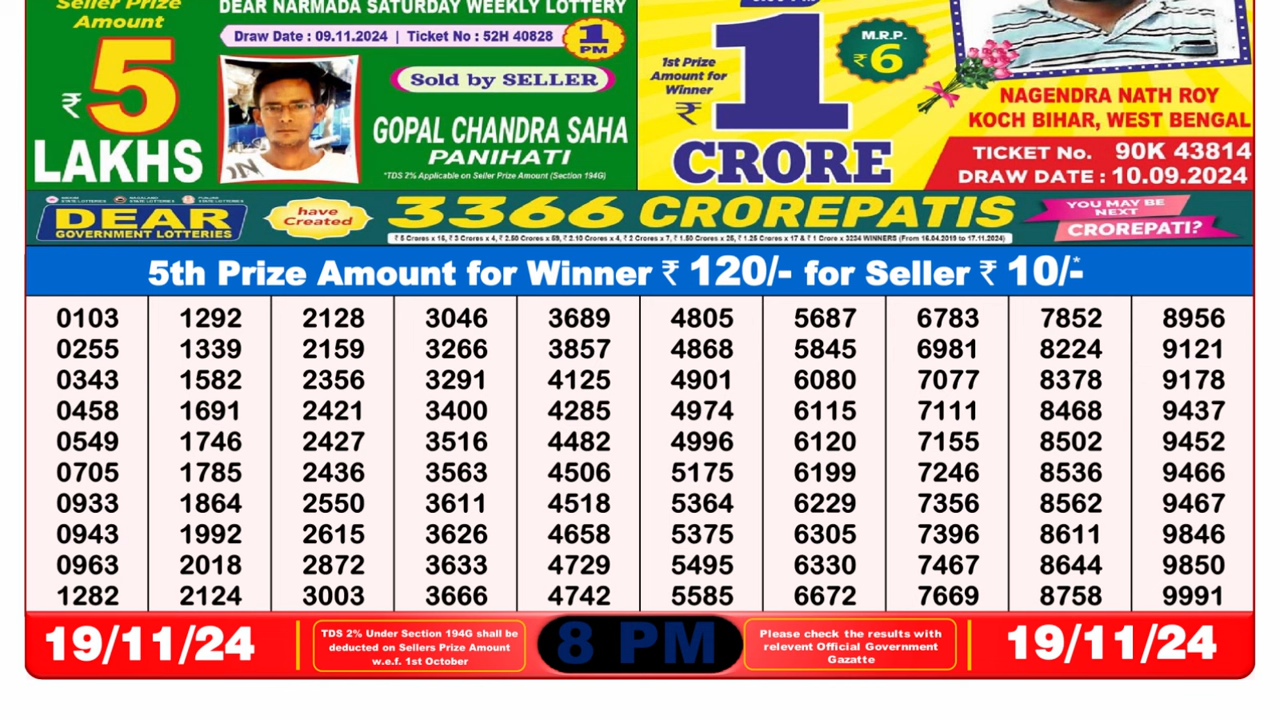 Seller Prize
Amount
₹ 5
LAKHS
DEAR NARMADA SATURDAY WEEKLY LOTTERY
Draw Date : 09.11.2024 | Ticket No : 52H 40828
1
PM
Sold by SELLER
GOPAL CHANDRA SAHA
PANIHATI
*TDS 2% Applicable on Seller Prize Amount (Section 194G)
1st Prize
Amount for
Winner
₹ 1
CRORE
M.R.P.
₹6
NAGENDRA NATH ROY
KOCH BIHAR, WEST BENGAL
TICKET No. 90K 43814
DRAW DATE : 10.09.2024
DEAR
GOVERNMENT LOTTERIES
have
Created
3366 CROREPATIS
YOU MAY BE
NEXT
CROREPATI?
5th Prize Amount for Winner ₹ 120/- for Seller ₹ 10/-*
0103 1292 2128 3046 3689 4805 5687 6783 7852 8956
0255 1339 2159 3266 3857 4868 5845 6981 8224 9121
0343 1582 2356 3291 4125 4901 6080 7077 8378 9178
0458 1691 2421 3400 4285 4974 6115 7111 8468 9437
0549 1746 2427 3516 4482 4996 6120 7155 8502 9452
0705 1785 2436 3563 4506 5175 6199 7246 8536 9466
0933 1864 2550 3611 4518 5364 6229 7356 8562 9467
0943 1992 2615 3626 4658 5375 6305 7396 8611 9846
0963 2018 2872 3633 4729 5495 6330 7467 8644 9850
1282 2124 3003 3666 4742 5585 6672 7669 8758 9991
19/11/24
TDS 2% Under Section 194G shall be
deducted on Sellers Prize Amount
w.e.f. 1st October
8 PM
Please check the results with
relevent Official Government
Gazatte
19/11/24